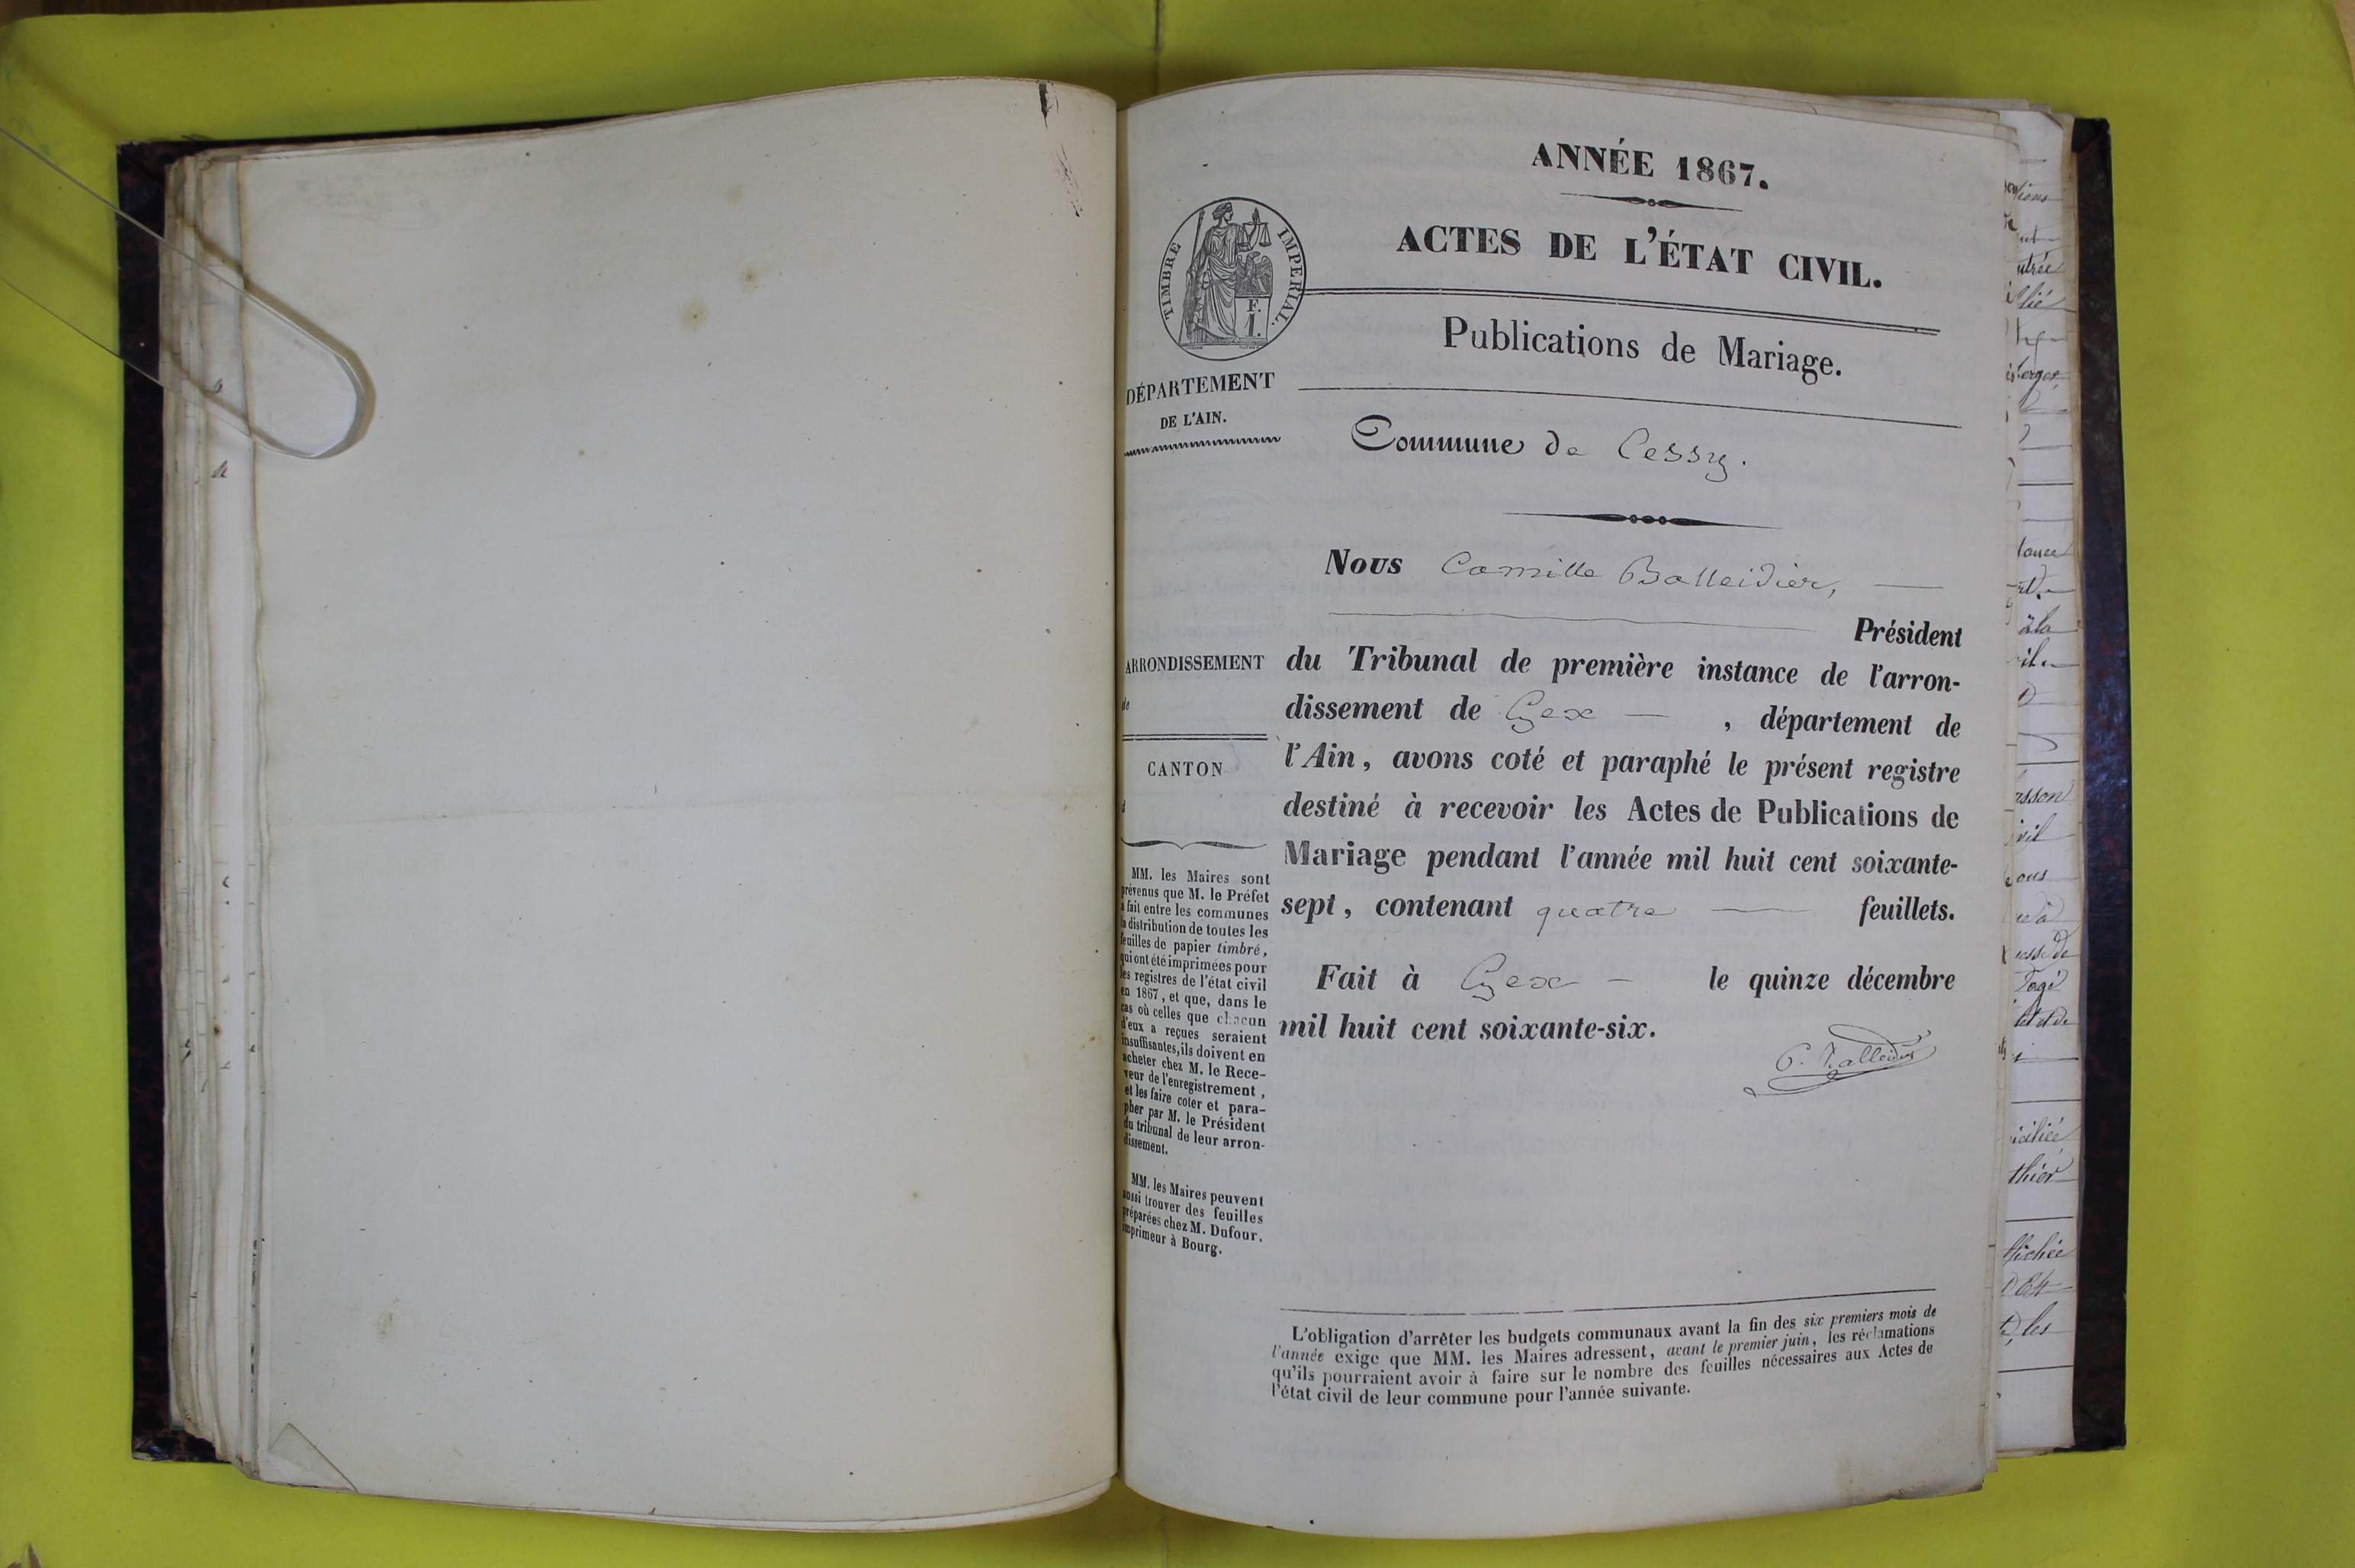 ANNÉE 1867.
ACTES DE L'ÉTAT CIVIL.
TIMBRE IMPERIAL.
F.
1.
Publications de Mariage.
DÉPARTEMENT
DE L'AIN.
Commune de Cessy.
Nous Camille Balleidier,
Président
ARRONDISSEMENT
de
CANTON
d
du Tribunal de première instance de l'arron-
dissement de Gex — , département de
l'Ain, avons coté et paraphé le présent registre
destiné à recevoir les Actes de Publications de
Mariage pendant l'année mil huit cent soixante-
sept, contenant quatre — feuillets.
Fait à Gex — le quinze décembre
mil huit cent soixante-six.
C. Balleidier
MM. les Maires sont
prévenus que M. le Préfet
a fait entre les communes
la distribution de toutes les
feuilles de papier timbré,
qui ont été imprimées pour
les registres de l'état civil
en 1867, et que, dans le
cas où celles que chacun
d'eux a reçues seraient
insuffisantes, ils doivent en
acheter chez M. le Rece-
veur de l'enregistrement,
et les faire coter et para-
pher par M. le Président
du tribunal de leur arron-
dissement.
MM. les Maires peuvent
aussi trouver des feuilles
préparées chez M. Dufour,
imprimeur à Bourg.
L'obligation d'arrêter les budgets communaux avant la fin des six premiers mois de
l'année exige que MM. les Maires adressent, avant le premier juin, les réclamations
qu'ils pourraient avoir à faire sur le nombre des feuilles nécessaires aux Actes de
l'état civil de leur commune pour l'année suivante.